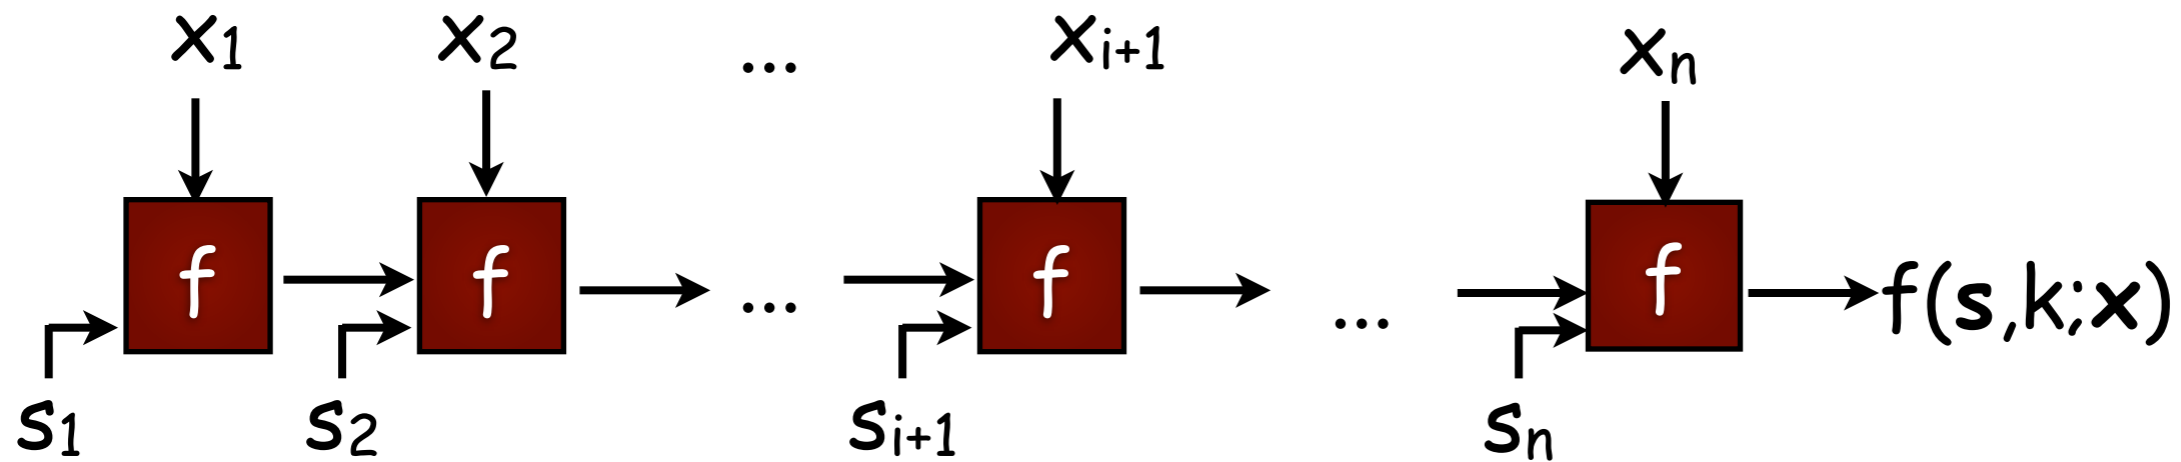 x1 x2 ... xi+1 xn
f f f f f(s,k;x)
... ...
s1 s2 si+1 sn